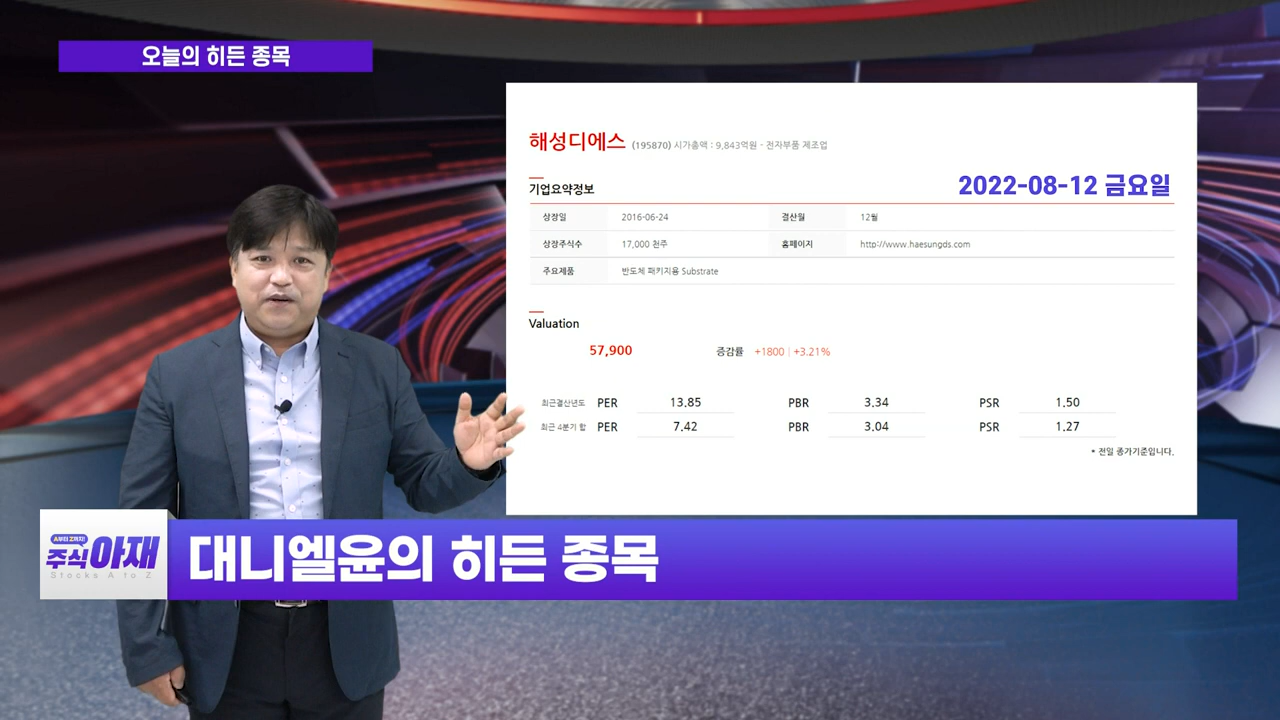 오늘의 히든 종목
해성디에스 (195870) 시가총액 : 9,843억원 - 전자부품 제조업
2022-08-12 금요일
기업요약정보
상장일 2016-06-24 결산월 12월
상장주식수 17,000 천주 홈페이지 http://www.haesungds.com
주요제품 반도체 패키지용 Substrate
Valuation
57,900 증감률 +1800 | +3.21%
최근결산년도 PER 13.85 PBR 3.34 PSR 1.50
최근 4분기 합 PER 7.42 PBR 3.04 PSR 1.27
* 전일 종가기준입니다.
A부터 Z까지!
주식아재
Stocks A to Z
대니엘윤의 히든 종목